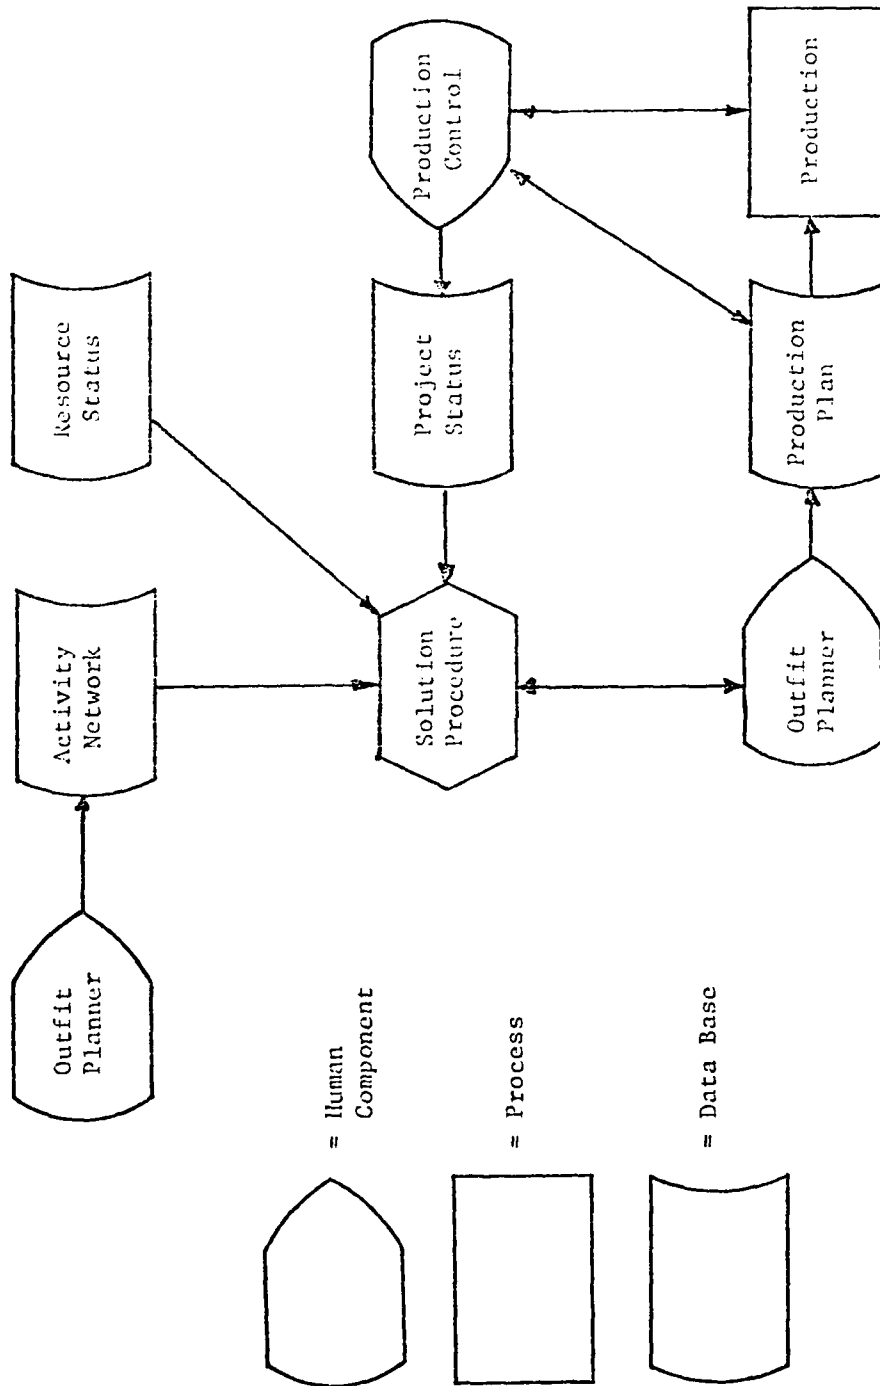 Outfit
Planner
Activity
Network
Resource
Status
Solution
Procedure
Project
Status
Production
Control
Outfit
Planner
Production
Plan
Production
= Human
Component
= Process
= Data Base